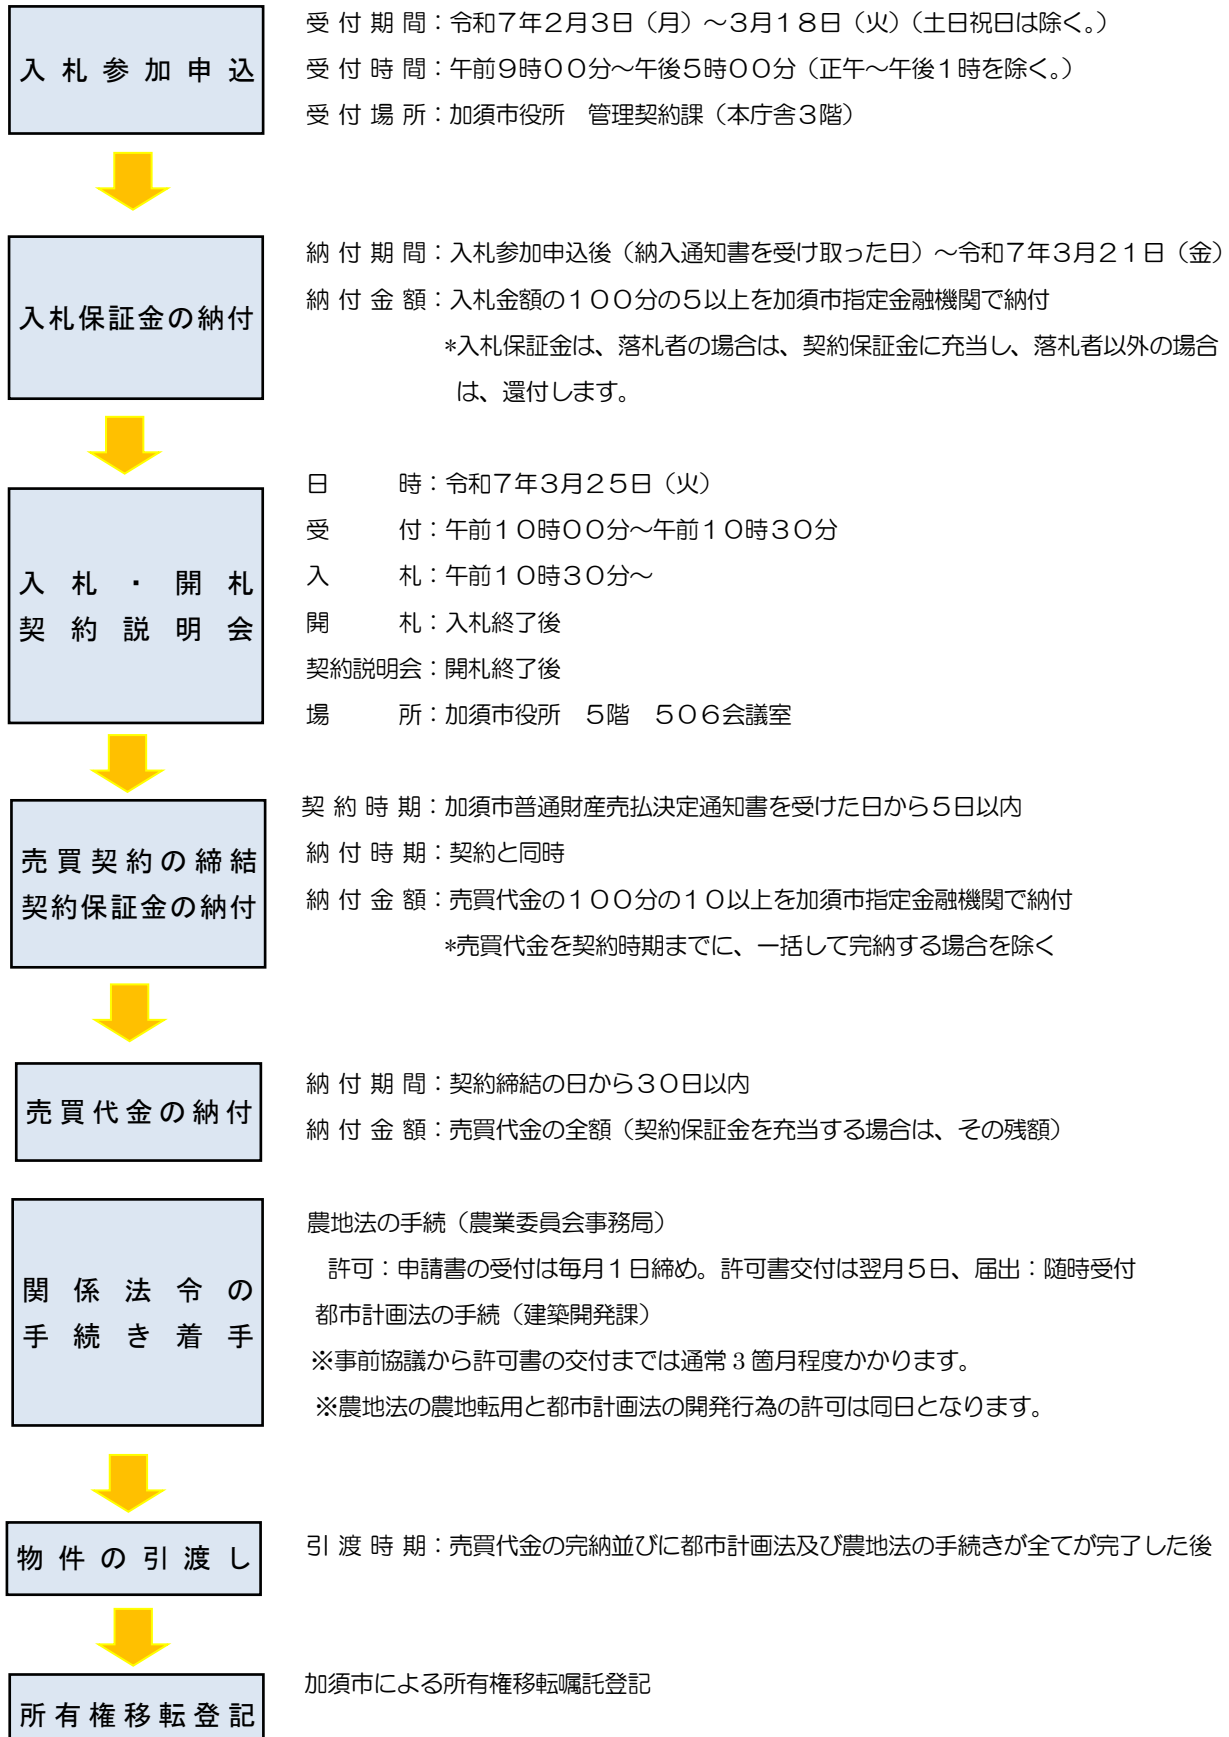 入札参加申込
受付期間：令和７年２月３日（月）～３月１８日（火）（土日祝日は除く。）
受付時間：午前９時００分～午後５時００分（正午～午後１時を除く。）
受付場所：加須市役所　管理契約課（本庁舎３階）
入札保証金の納付
納付期間：入札参加申込後（納入通知書を受け取った日）～令和７年３月２１日（金）
納付金額：入札金額の１００分の５以上を加須市指定金融機関で納付
*入札保証金は、落札者の場合は、契約保証金に充当し、落札者以外の場合
は、還付します。
入札・開札
契約説明会
日　　時：令和７年３月２５日（火）
受　　付：午前１０時００分～午前１０時３０分
入　　札：午前１０時３０分～
開　　札：入札終了後
契約説明会：開札終了後
場　　所：加須市役所　５階　５０６会議室
売買契約の締結
契約保証金の納付
契約時期：加須市普通財産売払決定通知書を受けた日から５日以内
納付時期：契約と同時
納付金額：売買代金の１００分の１０以上を加須市指定金融機関で納付
*売買代金を契約時期までに、一括して完納する場合を除く
売買代金の納付
納付期間：契約締結の日から３０日以内
納付金額：売買代金の全額（契約保証金を充当する場合は、その残額）
関係法令の
手続き着手
農地法の手続（農業委員会事務局）
許可：申請書の受付は毎月１日締め。許可書交付は翌月５日、届出：随時受付
都市計画法の手続（建築開発課）
※事前協議から許可書の交付までは通常３箇月程度かかります。
※農地法の農地転用と都市計画法の開発行為の許可は同日となります。
物件の引渡し
引渡時期：売買代金の完納並びに都市計画法及び農地法の手続きが全てが完了した後
所有権移転登記
加須市による所有権移転嘱託登記